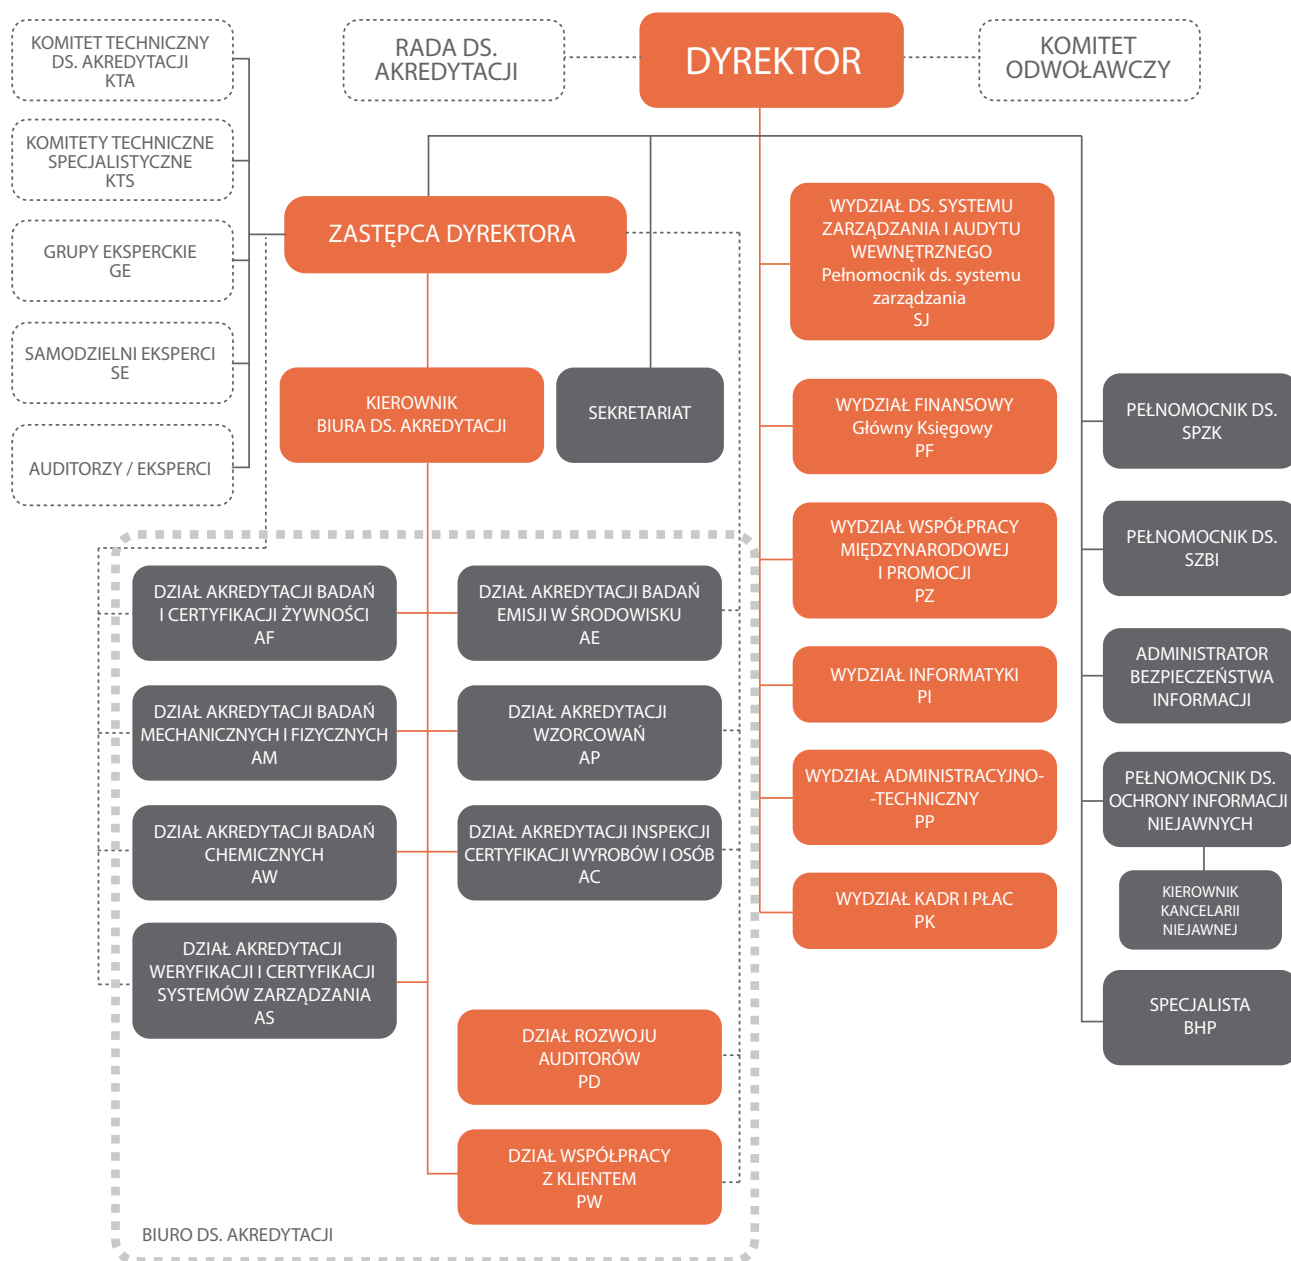 KOMITET TECHNICZNY
DS. AKREDYTACJI
KTA
RADA DS.
AKREDYTACJI
DYREKTOR
KOMITET
ODWOŁAWCZY
KOMITETY TECHNICZNE
SPECJALISTYCZNE
KTS
GRUPY EKSPERCKIE
GE
SAMODZIELNI EKSPERCI
SE
AUDITORZY / EKSPERCI
ZASTĘPCA DYREKTORA
KIEROWNIK
BIURA DS. AKREDYTACJI
SEKRETARIAT
WYDZIAŁ DS. SYSTEMU
ZARZĄDZANIA I AUDYTU
WEWNĘTRZNEGO
Pełnomocnik ds. systemu
zarządzania
SJ
WYDZIAŁ FINANSOWY
Główny Księgowy
PF
WYDZIAŁ WSPÓŁPRACY
MIĘDZYNARODOWEJ
I PROMOCJI
PZ
WYDZIAŁ INFORMATYKI
PI
WYDZIAŁ ADMINISTRACYJNO-
-TECHNICZNY
PP
WYDZIAŁ KADR I PŁAC
PK
PEŁNOMOCNIK DS.
SPZK
PEŁNOMOCNIK DS.
SZBI
ADMINISTRATOR
BEZPIECZEŃSTWA
INFORMACJI
PEŁNOMOCNIK DS.
OCHRONY INFORMACJI
NIEJAWNYCH
KIEROWNIK
KANCELARII
NIEJAWNEJ
SPECJALISTA
BHP
DZIAŁ AKREDYTACJI BADAŃ
I CERTYFIKACJI ŻYWNOŚCI
AF
DZIAŁ AKREDYTACJI BADAŃ
EMISJI W ŚRODOWISKU
AE
DZIAŁ AKREDYTACJI BADAŃ
MECHANICZNYCH I FIZYCZNYCH
AM
DZIAŁ AKREDYTACJI
WZORCOWAŃ
AP
DZIAŁ AKREDYTACJI BADAŃ
CHEMICZNYCH
AW
DZIAŁ AKREDYTACJI INSPEKCJI
CERTYFIKACJI WYROBÓW I OSÓB
AC
DZIAŁ AKREDYTACJI
WERYFIKACJI I CERTYFIKACJI
SYSTEMÓW ZARZĄDZANIA
AS
DZIAŁ ROZWOJU
AUDITORÓW
PD
DZIAŁ WSPÓŁPRACY
Z KLIENTEM
PW
BIURO DS. AKREDYTACJI